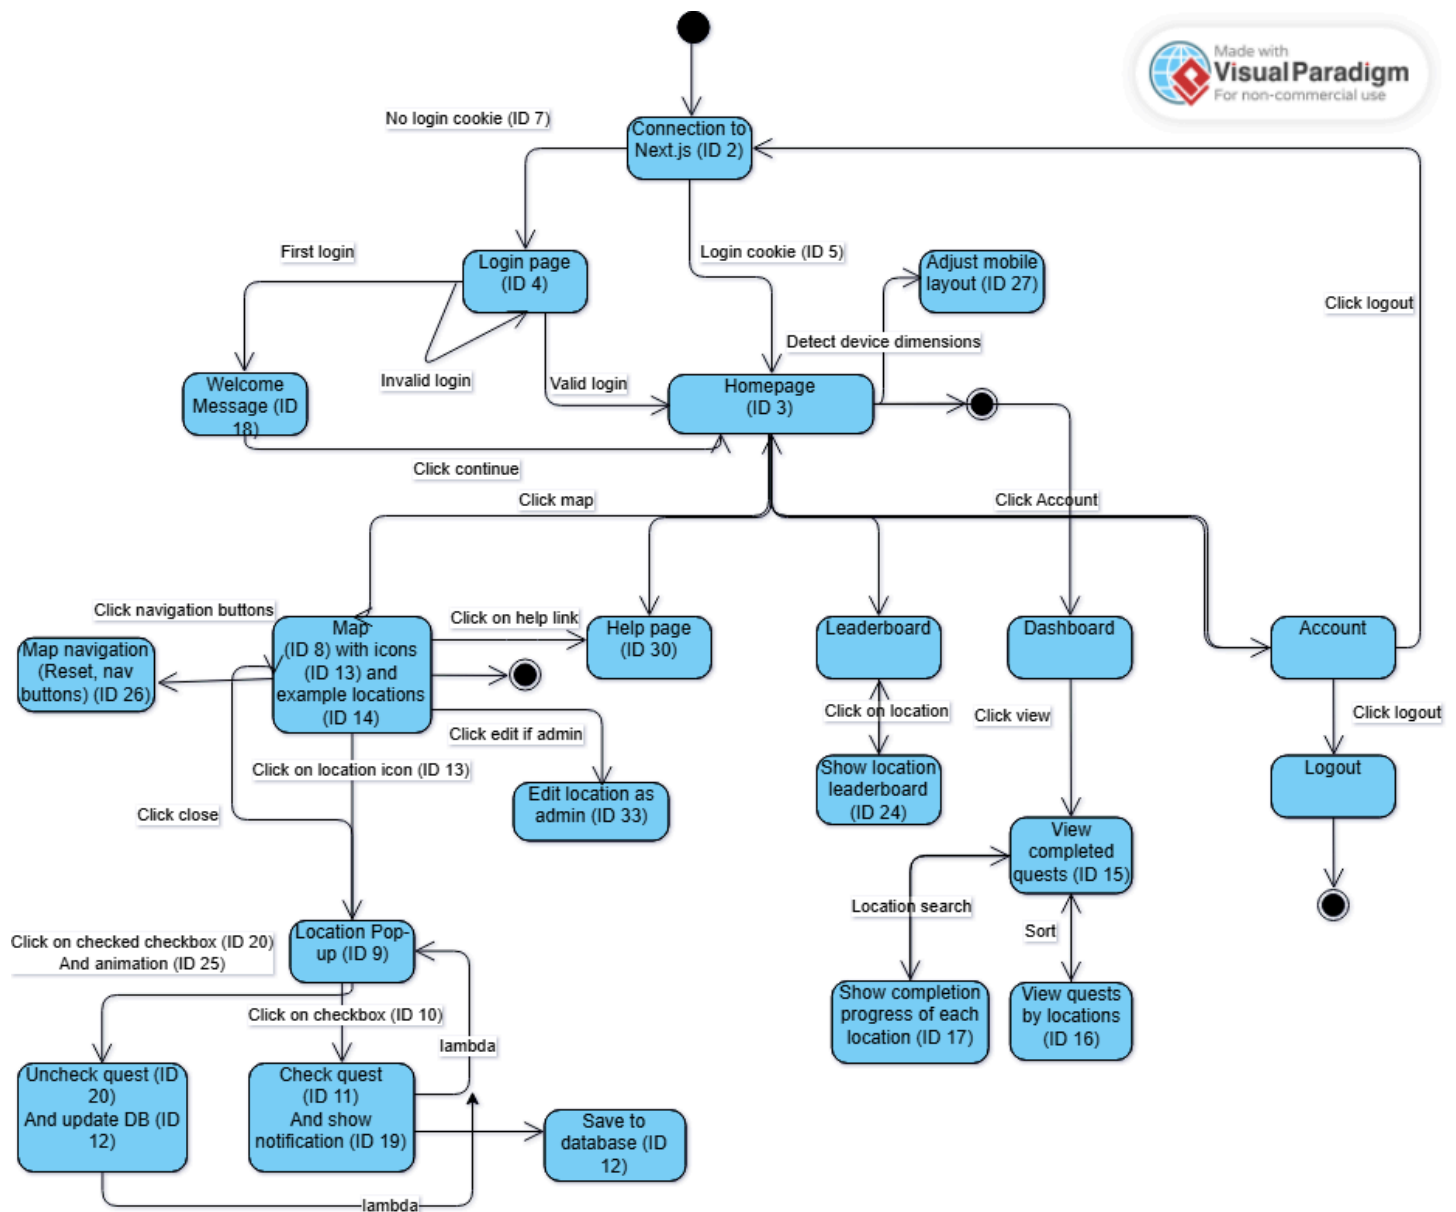 Made with
Visual Paradigm
For non-commercial use
No login cookie (ID 7)
Connection to
Next.js (ID 2)
First login
Login page
(ID 4)
Login cookie (ID 5)
Adjust mobile
layout (ID 27)
Click logout
Detect device dimensions
Invalid login
Valid login
Welcome
Message (ID
18)
Homepage
(ID 3)
Click continue
Click map
Click Account
Click navigation buttons
Map navigation
(Reset, nav
buttons) (ID 26)
Map
(ID 8) with icons
(ID 13) and
example locations
(ID 14)
Click on help link
Help page
(ID 30)
Leaderboard
Dashboard
Account
Click edit if admin
Click on location
Click view
Click logout
Click on location icon (ID 13)
Edit location as
admin (ID 33)
Show location
leaderboard
(ID 24)
Logout
Click close
View
completed
quests (ID 15)
Location search
Sort
Click on checked checkbox (ID 20)
And animation (ID 25)
Location Pop-
up (ID 9)
Show completion
progress of each
location (ID 17)
View quests
by locations
(ID 16)
Click on checkbox (ID 10)
lambda
Uncheck quest (ID
20)
And update DB (ID
12)
Check quest
(ID 11)
And show
notification (ID 19)
Save to
database (ID
12)
lambda